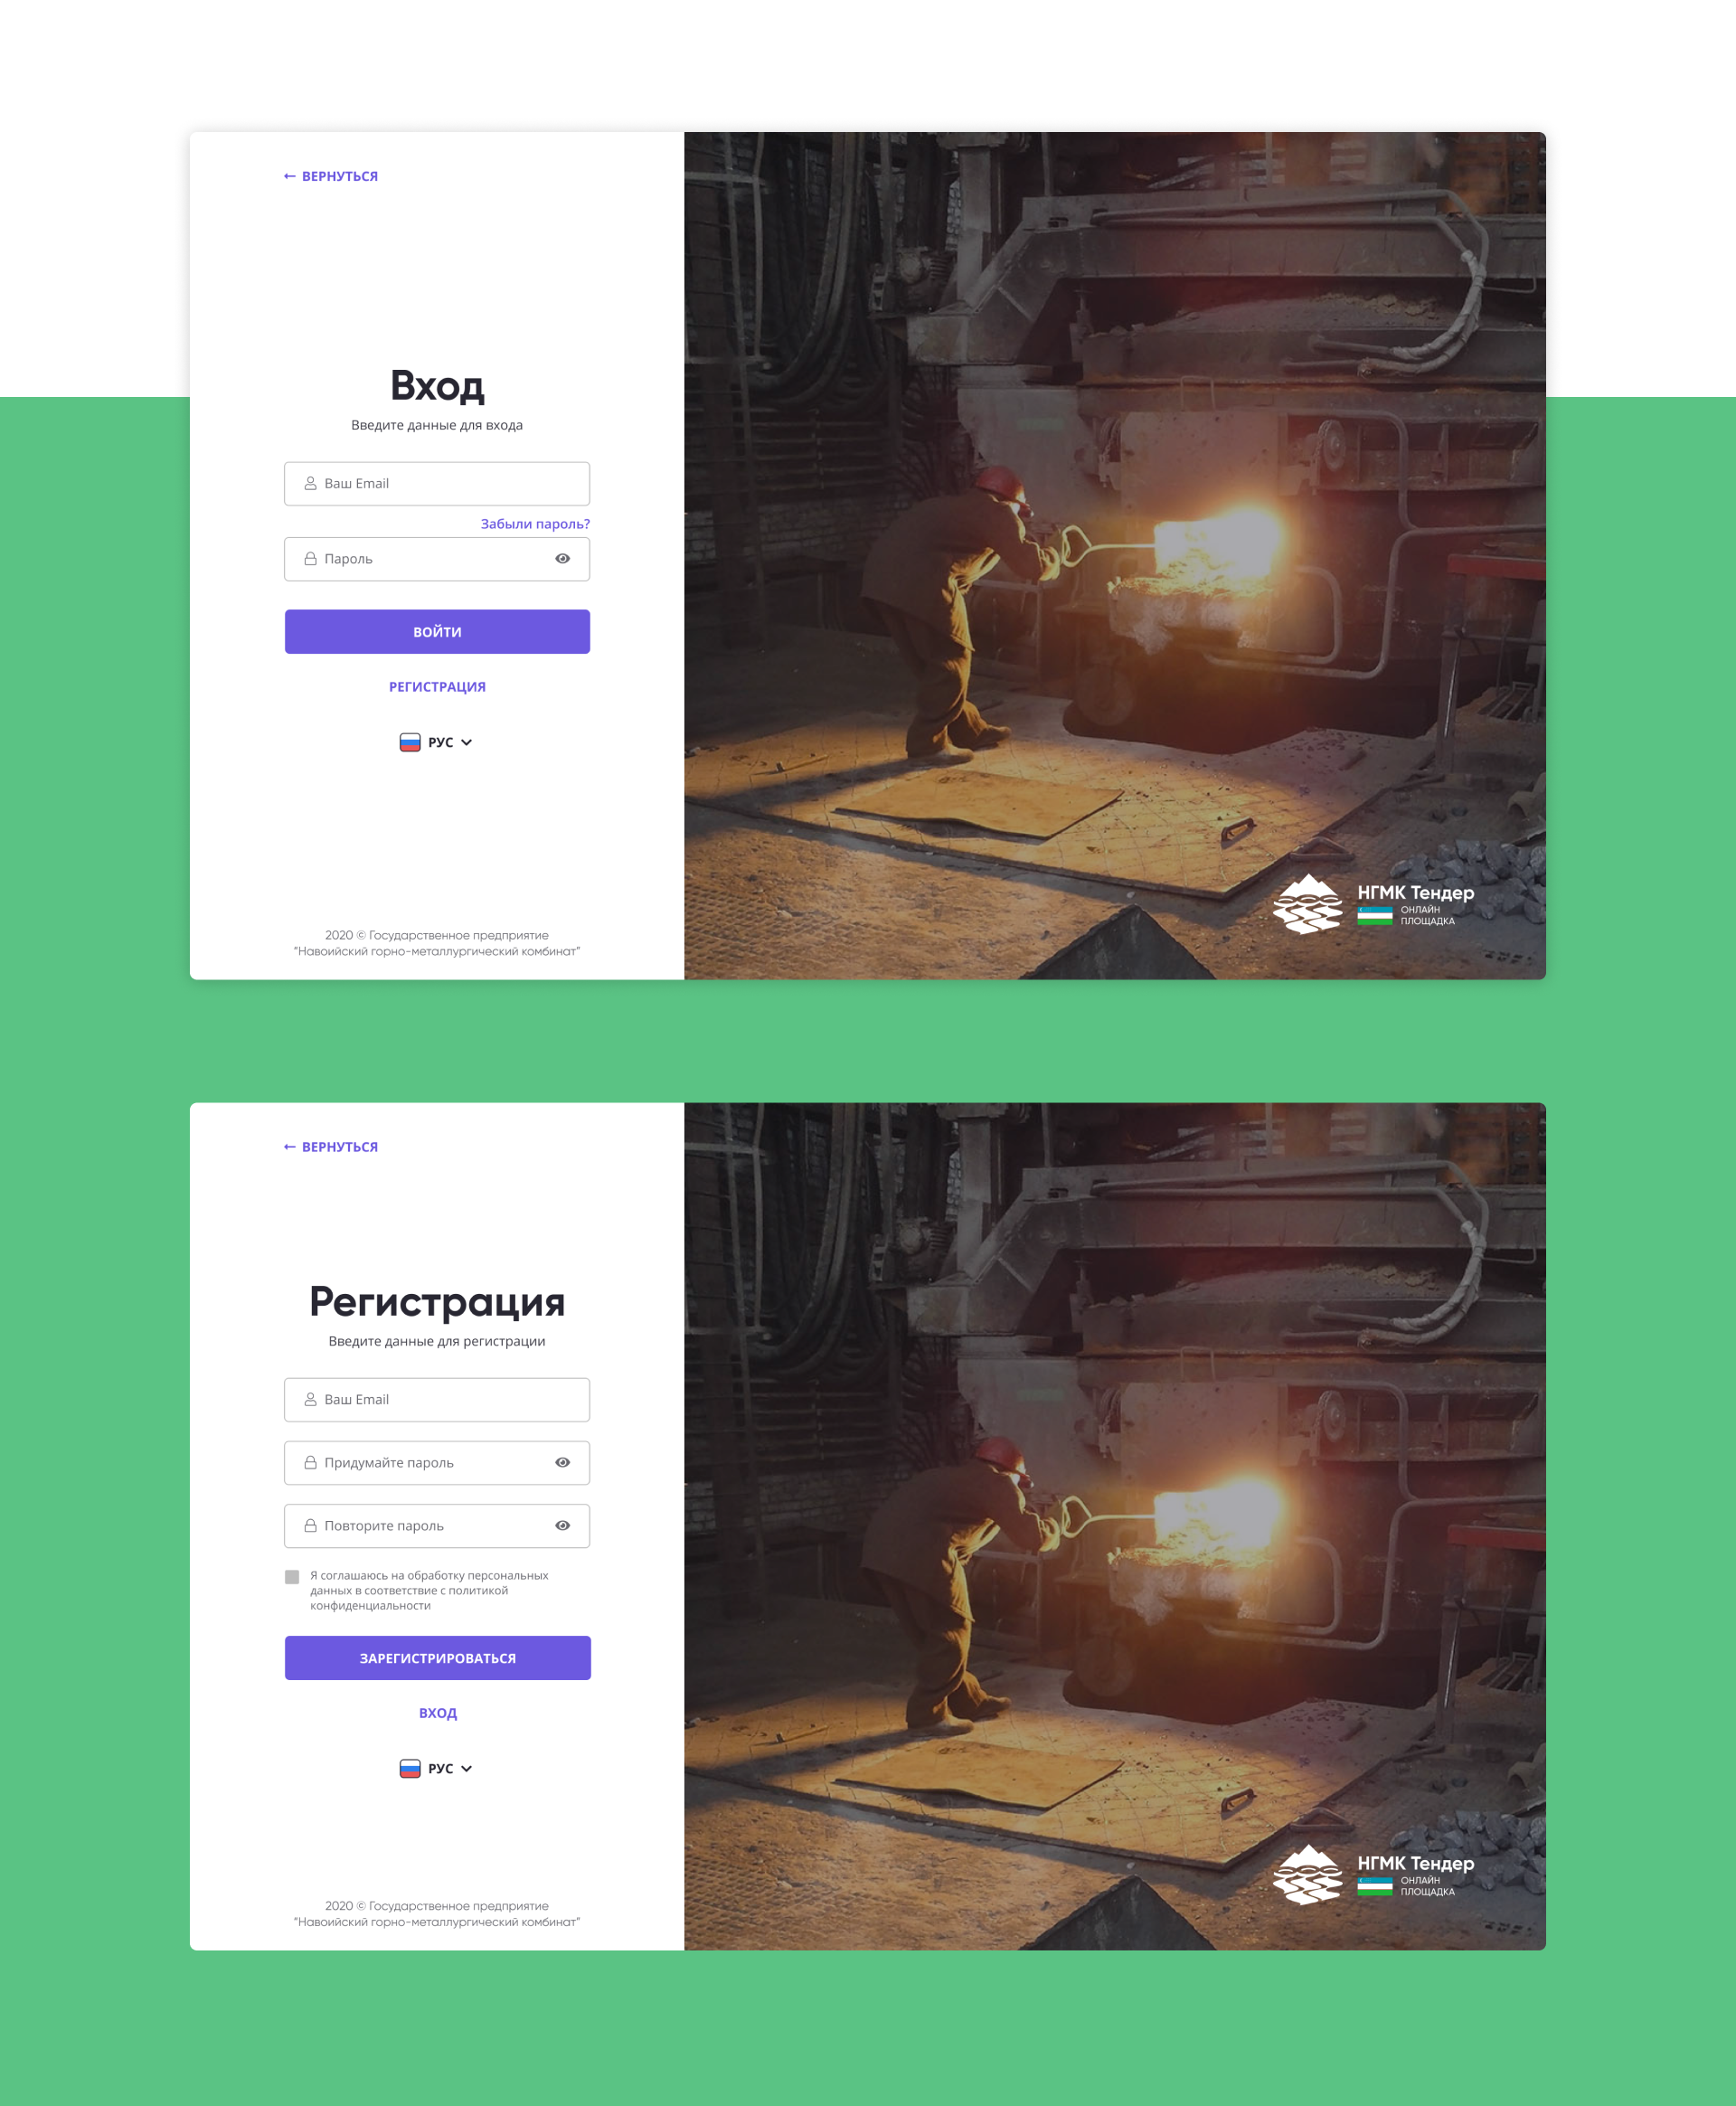 ВЕРНУТЬСЯ
Вход
Введите данные для входа
Ваш Email
Забыли пароль?
Пароль
ВОЙТИ
РЕГИСТРАЦИЯ
РУС
2020 © Государственное предприятие
"Навоийский горно-металлургический комбинат"
НГМК Тендер
ОНЛАЙН
ПЛОЩАДКА
ВЕРНУТЬСЯ
Регистрация
Введите данные для регистрации
Ваш Email
Придумайте пароль
Повторите пароль
Я соглашаюсь на обработку персональных
данных в соответствие с политикой
конфиденциальности
ЗАРЕГИСТРИРОВАТЬСЯ
ВХОД
РУС
2020 © Государственное предприятие
"Навоийский горно-металлургический комбинат"
НГМК Тендер
ОНЛАЙН
ПЛОЩАДКА